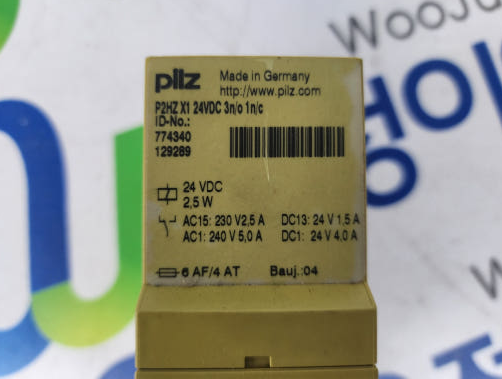 WooJu
pilz
Made in Germany
http://www.pilz.com
P2HZ X1 24VDC 3n/o 1n/c
ID-No.:
774340
129289
24 VDC
2,5 W
AC15: 230 V2,5 A DC13: 24 V 1,5 A
AC1: 240 V 5,0 A DC1: 24 V 4,0 A
6 AF/4 AT Bauj.:04